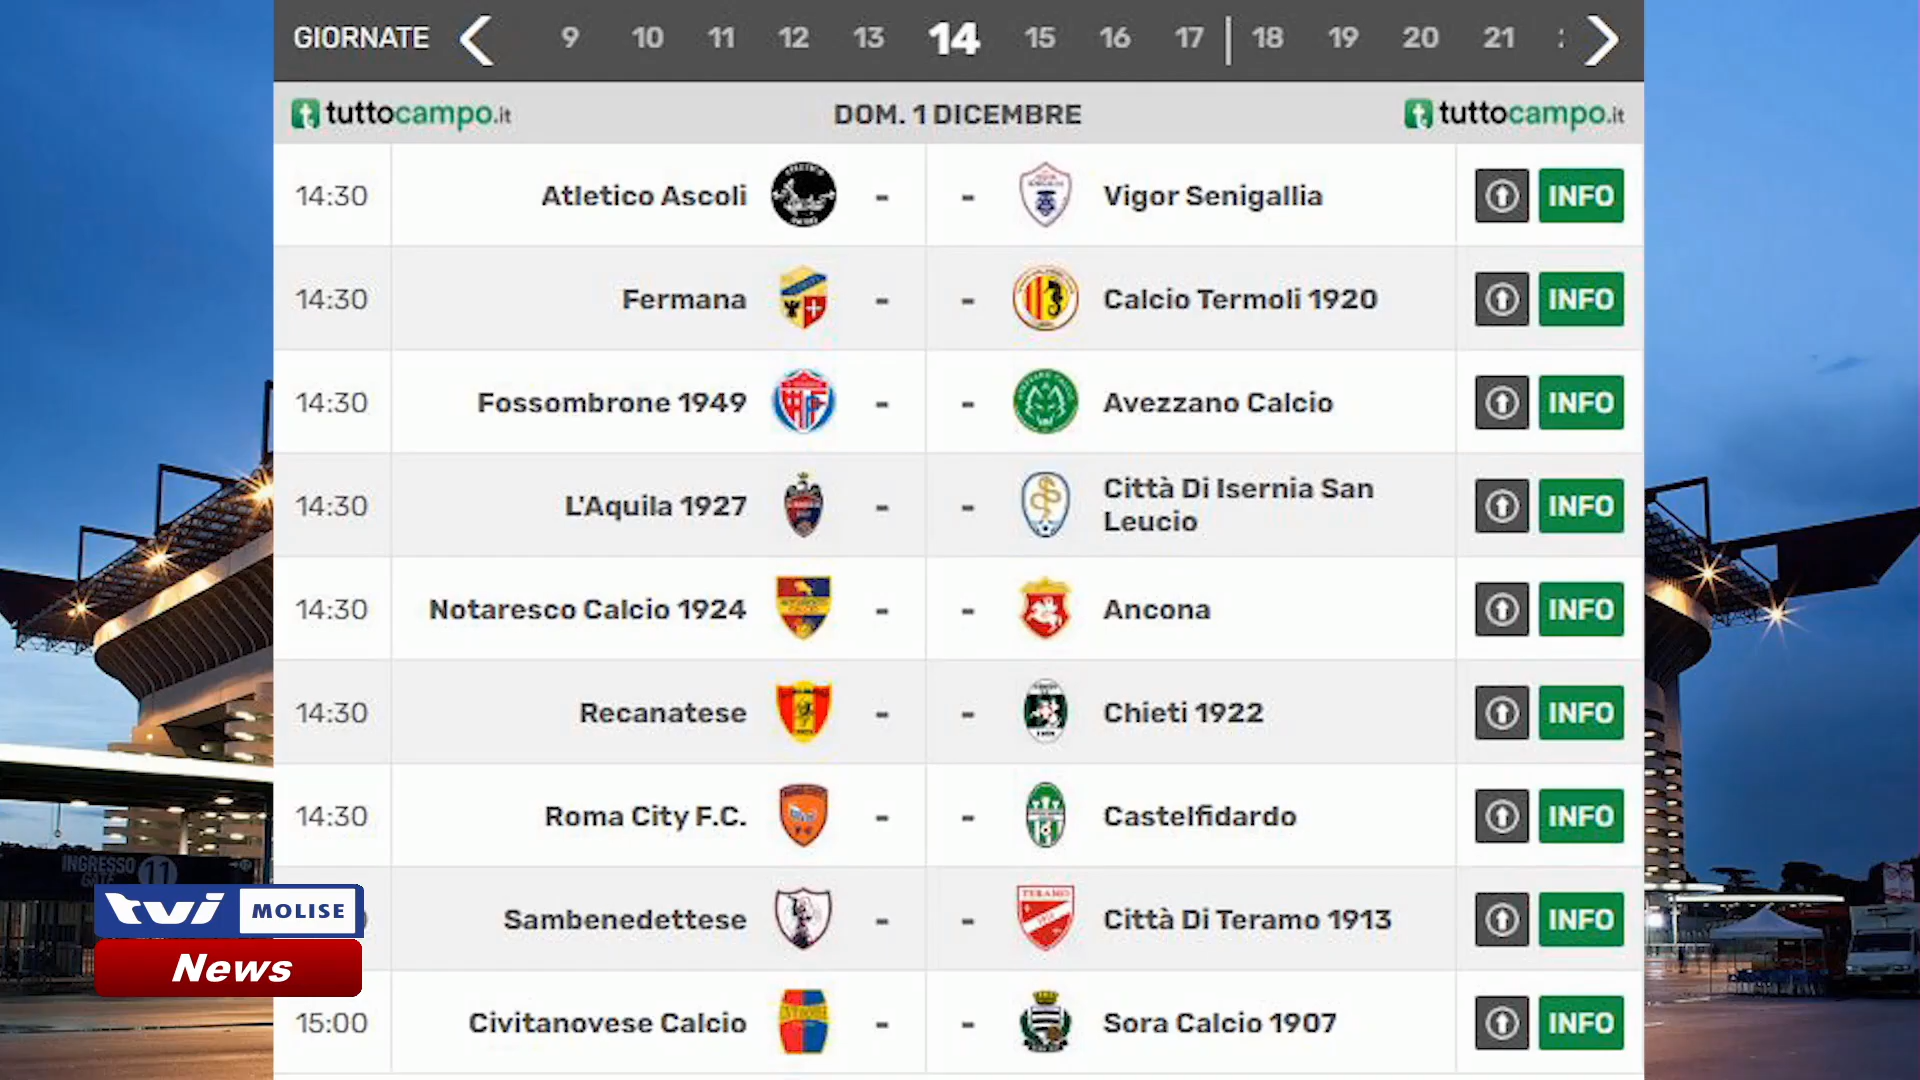 GIORNATE 9 10 11 12 13 14 15 16 17 18 19 20 21
tuttocampo.it DOM. 1 DICEMBRE tuttocampo.it
14:30 Atletico Ascoli - - Vigor Senigallia INFO
14:30 Fermana - - Calcio Termoli 1920 INFO
14:30 Fossombrone 1949 - - Avezzano Calcio INFO
14:30 L'Aquila 1927 - - Città Di Isernia San
Leucio INFO
14:30 Notaresco Calcio 1924 - - Ancona INFO
14:30 Recanatese - - Chieti 1922 INFO
14:30 Roma City F.C. - - Castelfidardo INFO
INGRESSO 11
GATE
Sambenedettese - - TERAMO Città Di Teramo 1913 INFO
tvi MOLISE
News
15:00 Civitanovese Calcio - - Sora Calcio 1907 INFO